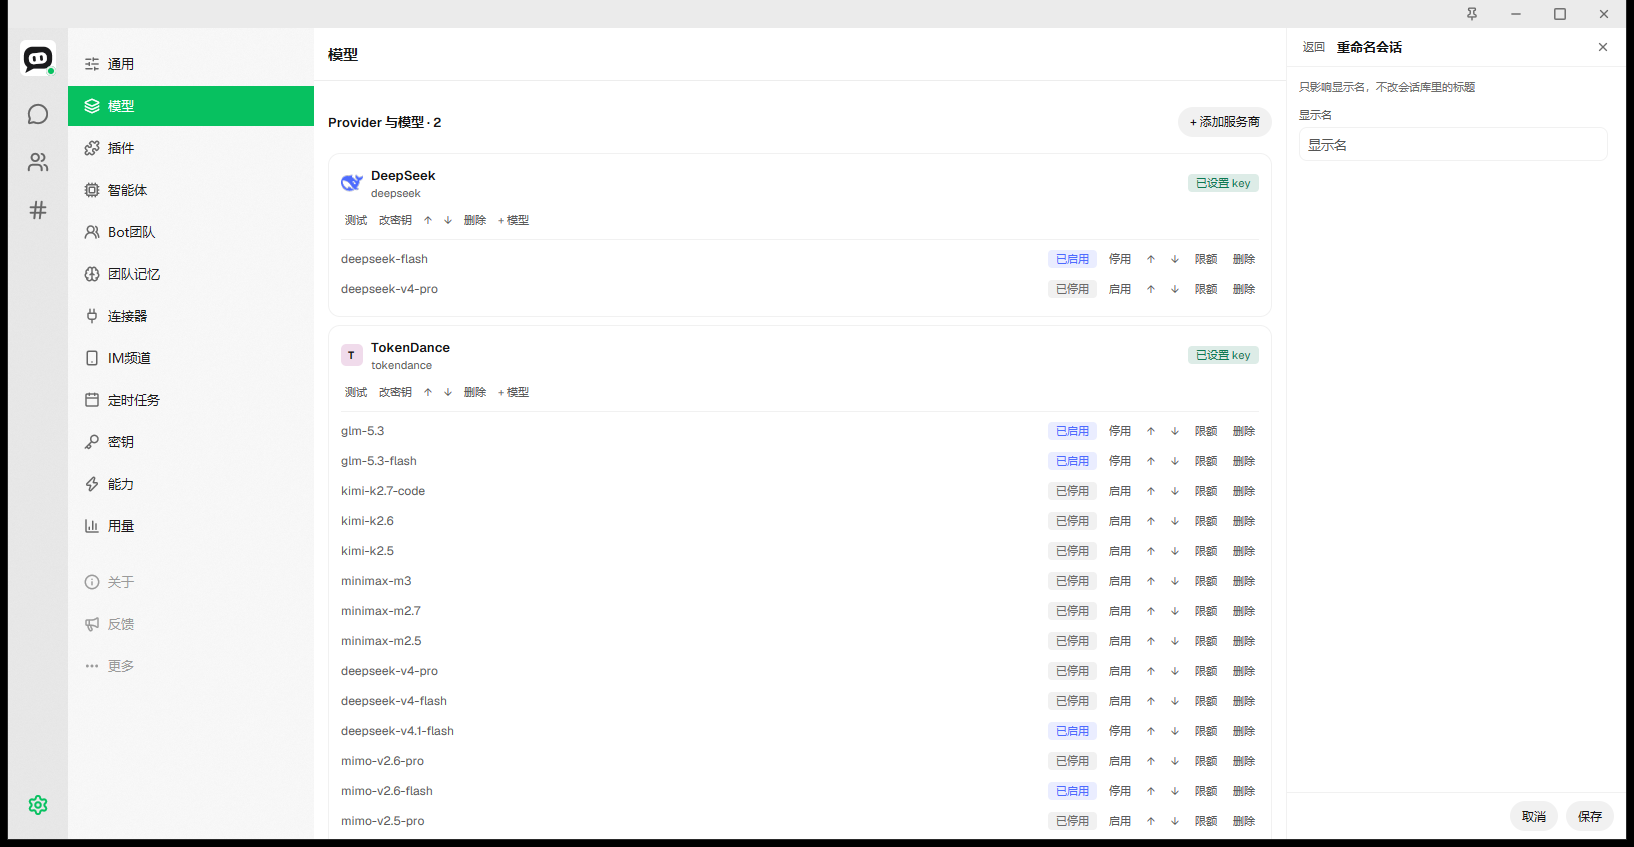 通用
模型
插件
智能体
Bot团队
团队记忆
连接器
IM频道
定时任务
密钥
能力
用量
关于
反馈
更多
模型
Provider 与模型 · 2
+ 添加服务商
DeepSeek
deepseek
已设置 key
测试 改密钥 ↑ ↓ 删除 + 模型
deepseek-flash 已启用 停用 ↑ ↓ 限额 删除
deepseek-v4-pro 已停用 启用 ↑ ↓ 限额 删除
T
TokenDance
tokendance
已设置 key
测试 改密钥 ↑ ↓ 删除 + 模型
glm-5.3 已启用 停用 ↑ ↓ 限额 删除
glm-5.3-flash 已启用 停用 ↑ ↓ 限额 删除
kimi-k2.7-code 已停用 启用 ↑ ↓ 限额 删除
kimi-k2.6 已停用 启用 ↑ ↓ 限额 删除
kimi-k2.5 已停用 启用 ↑ ↓ 限额 删除
minimax-m3 已停用 启用 ↑ ↓ 限额 删除
minimax-m2.7 已停用 启用 ↑ ↓ 限额 删除
minimax-m2.5 已停用 启用 ↑ ↓ 限额 删除
deepseek-v4-pro 已停用 启用 ↑ ↓ 限额 删除
deepseek-v4-flash 已停用 启用 ↑ ↓ 限额 删除
deepseek-v4.1-flash 已启用 停用 ↑ ↓ 限额 删除
mimo-v2.6-pro 已停用 启用 ↑ ↓ 限额 删除
mimo-v2.6-flash 已启用 停用 ↑ ↓ 限额 删除
mimo-v2.5-pro 已停用 启用 ↑ ↓ 限额 删除
返回 重命名会话
只影响显示名，不改会话库里的标题
显示名
显示名
取消 保存